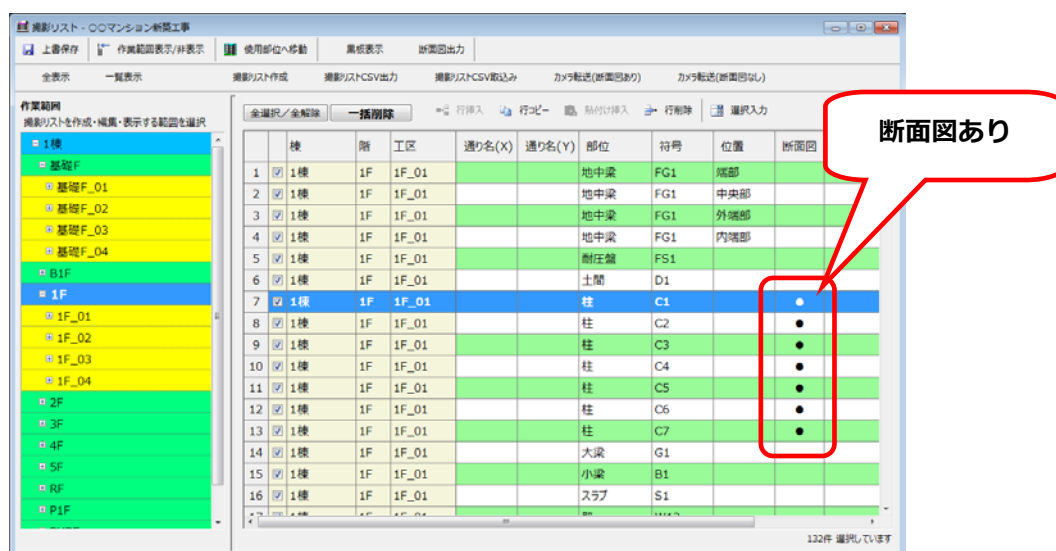 撮影リスト - 〇〇マンション新築工事
上書保存 作業範囲表示/非表示 使用部位へ移動 黒板表示 断面図出力
全表示 一覧表示 撮影リスト作成 撮影リストCSV出力 撮影リストCSV取込み カメラ転送(断面図あり) カメラ転送(断面図なし)
作業範囲
撮影リストを作成・編集・表示する範囲を選択
全選択/全解除 一括削除 行挿入 行コピー 貼付け挿入 行削除 選択入力
断面図あり
1棟
基礎F
基礎F_01
基礎F_02
基礎F_03
基礎F_04
B1F
1F
1F_01
1F_02
1F_03
1F_04
2F
3F
4F
5F
RF
P1F
棟 階 工区 通り名(X) 通り名(Y) 部位 符号 位置 断面図
1 1棟 1F 1F_01 地中梁 FG1 端部
2 1棟 1F 1F_01 地中梁 FG1 中央部
3 1棟 1F 1F_01 地中梁 FG1 外端部
4 1棟 1F 1F_01 地中梁 FG1 内端部
5 1棟 1F 1F_01 耐圧盤 FS1
6 1棟 1F 1F_01 土間 D1
7 1棟 1F 1F_01 柱 C1 ●
8 1棟 1F 1F_01 柱 C2 ●
9 1棟 1F 1F_01 柱 C3 ●
10 1棟 1F 1F_01 柱 C4 ●
11 1棟 1F 1F_01 柱 C5 ●
12 1棟 1F 1F_01 柱 C6 ●
13 1棟 1F 1F_01 柱 C7 ●
14 1棟 1F 1F_01 大梁 G1
15 1棟 1F 1F_01 小梁 B1
16 1棟 1F 1F_01 スラブ S1
132件 選択しています